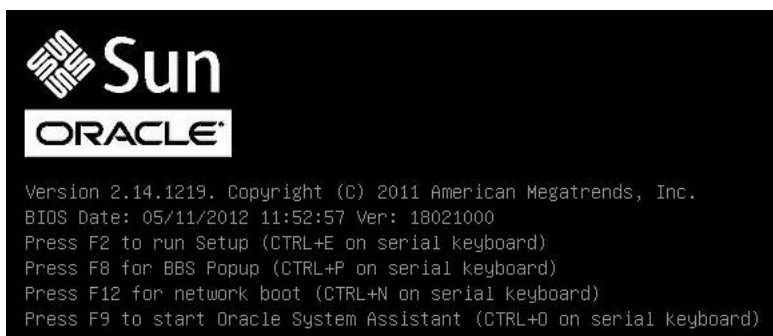 Sun
ORACLE
Version 2.14.1219. Copyright (C) 2011 American Megatrends, Inc.
BIOS Date: 05/11/2012 11:52:57 Ver: 18021000
Press F2 to run Setup (CTRL+E on serial keyboard)
Press F8 for BBS Popup (CTRL+P on serial keyboard)
Press F12 for network boot (CTRL+N on serial keyboard)
Press F9 to start Oracle System Assistant (CTRL+O on serial keyboard)